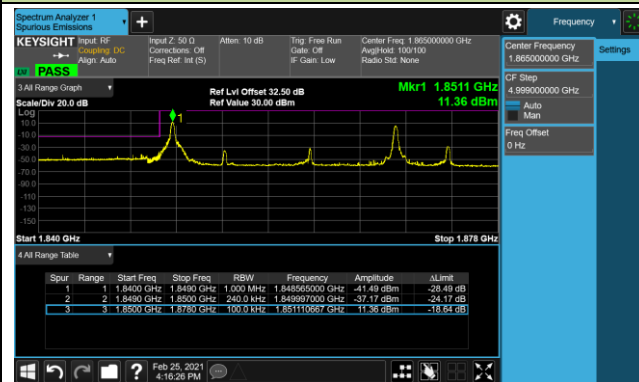 Spectrum Analyzer 1
Spurious Emissions
Frequency
KEYSIGHT
Input: RF
Coupling: DC
Align: Auto
Input Z: 50 Ω
Corrections: Off
Freq Ref: Int (S)
Atten: 10 dB
Trig: Free Run
Gate: Off
IF Gain: Low
Center Freq: 1.865000000 GHz
Avg|Hold: 100/100
Radio Std: None
PASS
Center Frequency
1.865000000 GHz
Settings
CF Step
4.999000000 GHz
Auto
Man
Freq Offset
0 Hz
3 All Range Graph
Ref Lvl Offset 32.50 dB
Mkr1 1.8511 GHz
Scale/Div 20.0 dB
Ref Value 30.00 dBm
11.36 dBm
Log
10.0
-10.0
-30.0
-50.0
-70.0
-90.0
-110
-130
-150
1
Start 1.840 GHz
Stop 1.878 GHz
4 All Range Table
Spur Range Start Freq Stop Freq RBW Frequency Amplitude ΔLimit
1 1 1.8400 GHz 1.8490 GHz 1.000 MHz 1.848565000 GHz -41.49 dBm -28.49 dB
2 2 1.8490 GHz 1.8500 GHz 240.0 kHz 1.849997000 GHz -37.17 dBm -24.17 dB
3 3 1.8500 GHz 1.8780 GHz 100.0 kHz 1.851110667 GHz 11.36 dBm -18.64 dB
Feb 25, 2021
4:16:26 PM